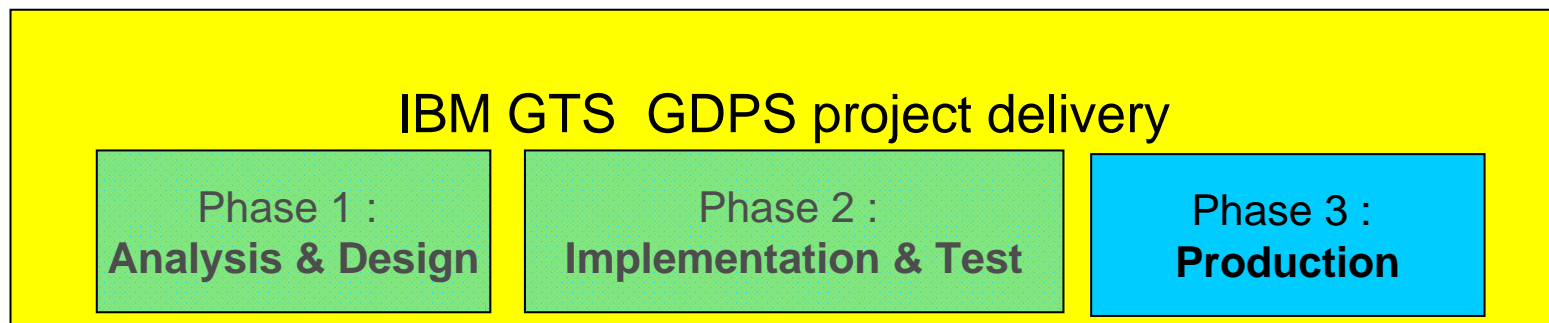 IBM GTS  GDPS project delivery
Phase 1 :
Analysis & Design
Phase 2 :
Implementation & Test
Phase 3 :
Production